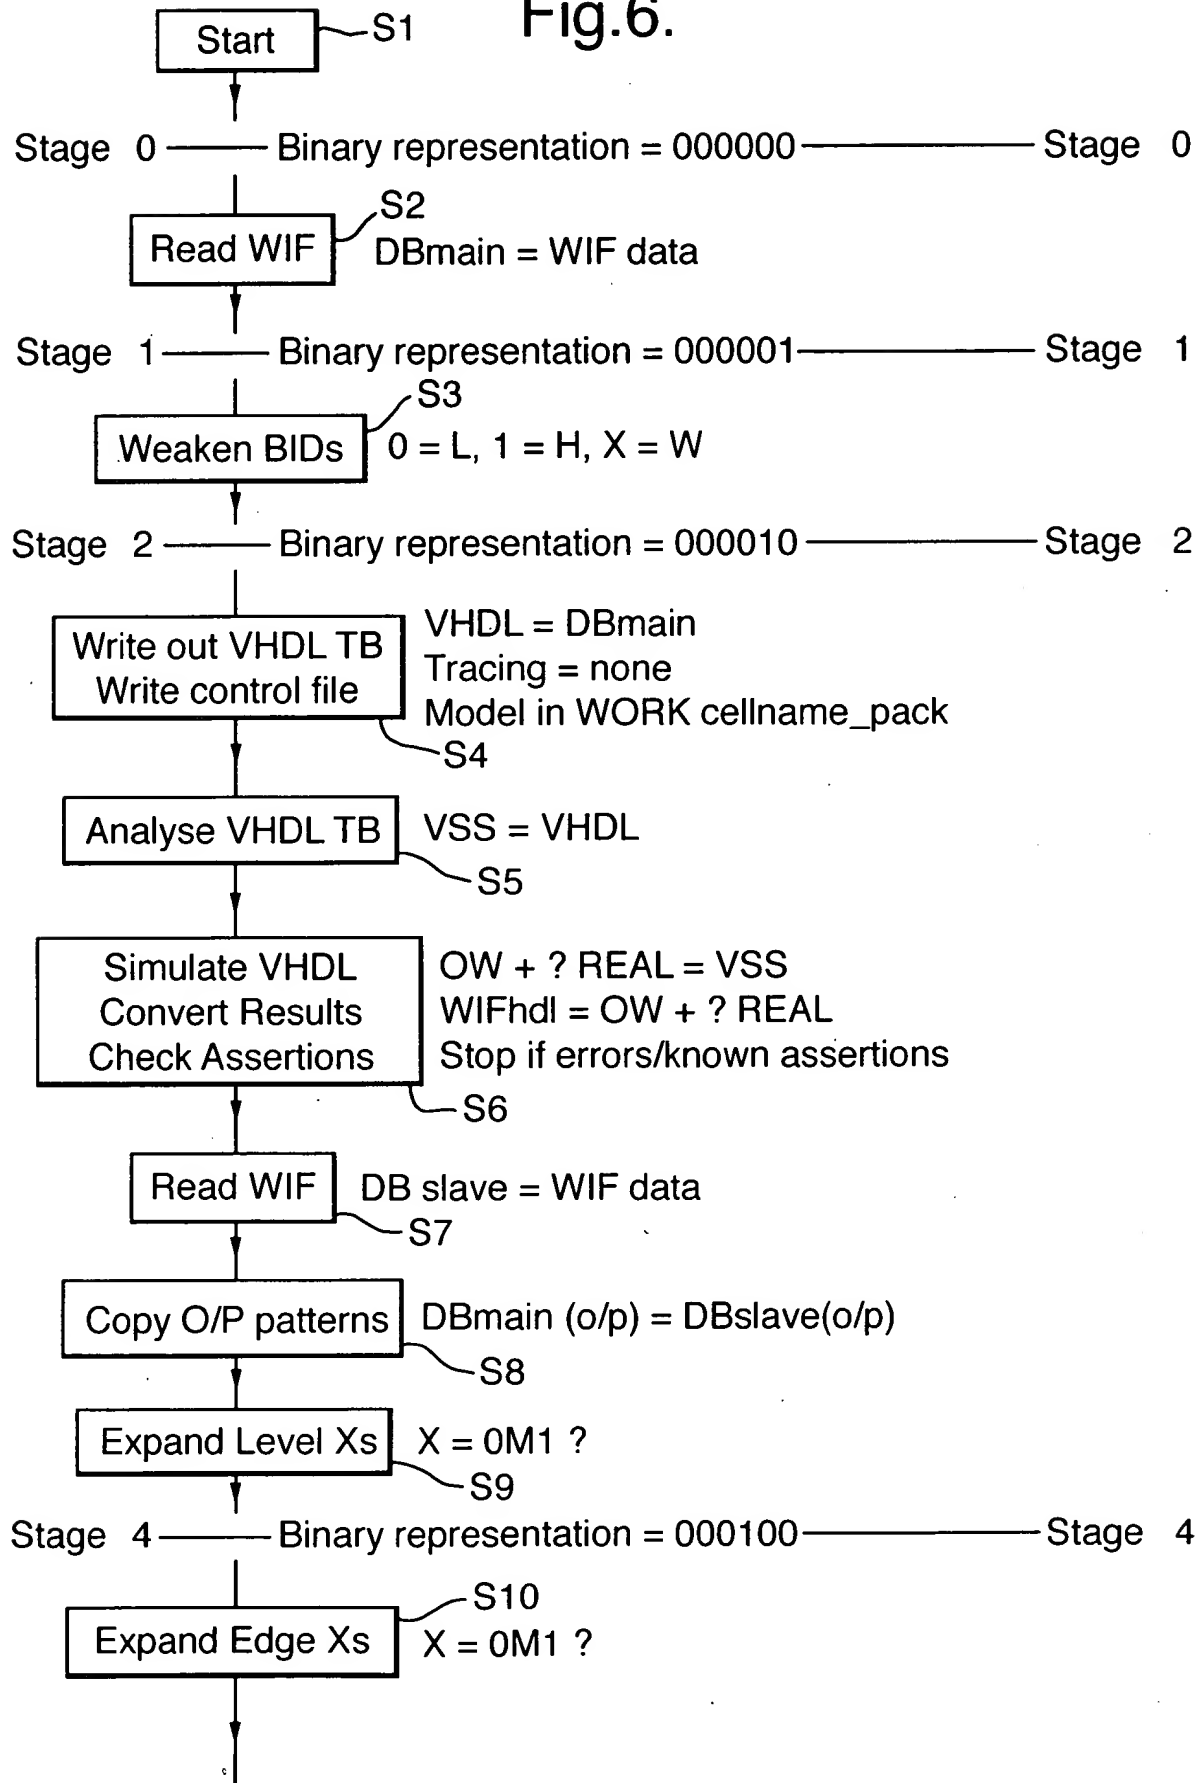 Fig.6.
Start
S1
Stage 0 Binary representation = 000000 Stage 0
S2
Read WIF DBmain = WIF data
Stage 1 Binary representation = 000001 Stage 1
S3
Weaken BIDs 0 = L, 1 = H, X = W
Stage 2 Binary representation = 000010 Stage 2
Write out VHDL TB
Write control file
VHDL = DBmain
Tracing = none
Model in WORK cellname_pack
S4
Analyse VHDL TB VSS = VHDL
S5
Simulate VHDL
Convert Results
Check Assertions
OW + ? REAL = VSS
WIFhdl = OW + ? REAL
Stop if errors/known assertions
S6
Read WIF DB slave = WIF data
S7
Copy O/P patterns DBmain (o/p) = DBslave(o/p)
S8
Expand Level Xs X = 0M1 ?
S9
Stage 4 Binary representation = 000100 Stage 4
S10
Expand Edge Xs X = 0M1 ?